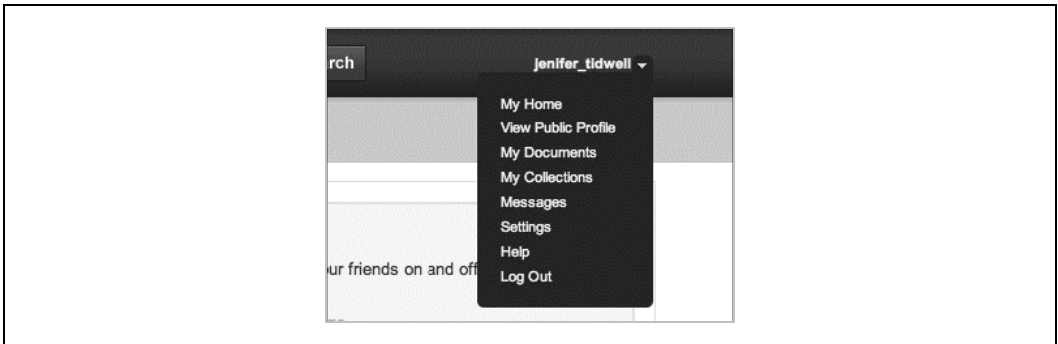 rch
jenifer_tidwell
My Home
View Public Profile
My Documents
My Collections
Messages
Settings
Help
ur friends on and off
Log Out